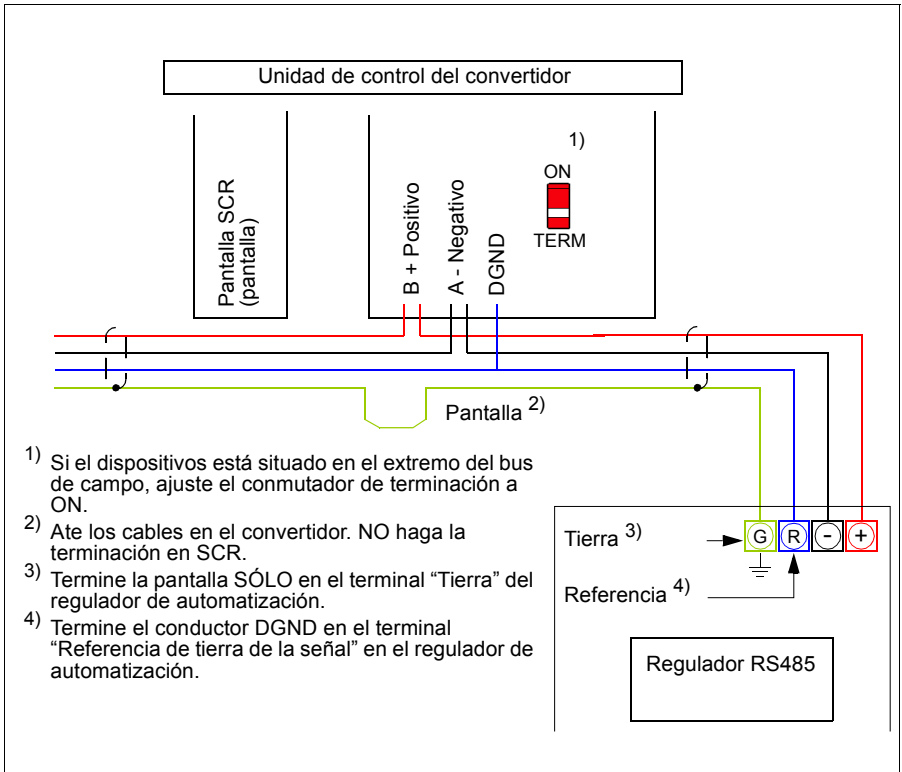 Unidad de control del convertidor
Pantalla SCR
(pantalla)
B + Positivo
A - Negativo
DGND
1)
ON
TERM
Pantalla 2)
1) Si el dispositivos está situado en el extremo del bus
de campo, ajuste el conmutador de terminación a
ON.
2) Ate los cables en el convertidor. NO haga la
terminación en SCR.
3) Termine la pantalla SÓLO en el terminal “Tierra” del
regulador de automatización.
4) Termine el conductor DGND en el terminal
“Referencia de tierra de la señal” en el regulador de
automatización.
Tierra 3)
G R - +
Referencia 4)
Regulador RS485